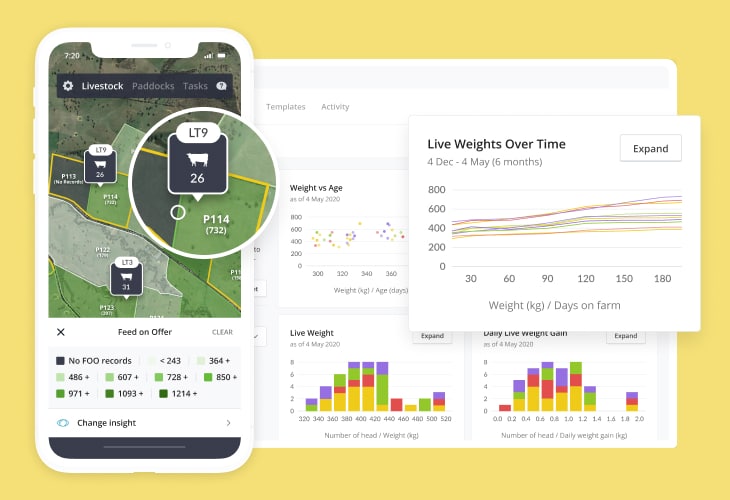 7:20
Livestock Paddocks Tasks ?
LT9
26
P113
(No Records)
P114
(732)
LT9
26
P114
(732)
P122
LT3
31
P123
Feed on Offer CLEAR
No FOO records < 243 364 +
486 + 607 + 728 + 850 +
971 + 1093 + 1214 +
Change insight
Templates Activity
Weight vs Age
as of 4 May 2020
800
600
400
200
0
300 320 340 360
Weight (kg) / Age (days)
to
Live Weights Over Time
4 Dec - 4 May (6 months)
Expand
800
600
400
200
0
30 60 90 120 150 180
Weight (kg) / Days on farm
Live Weight
as of 4 May 2020
Expand
8
6
4
2
0
320 340 360 380 400 420 440 460 480 500 520
Number of head / Weight (kg)
Daily Live Weight Gain
as of 4 May 2020
Expand
8
6
4
2
0
0.0 0.2 0.4 0.6 0.8 1.0 1.2 1.4 1.6 1.8 2.0
Number of head / Daily weight gain (kg)